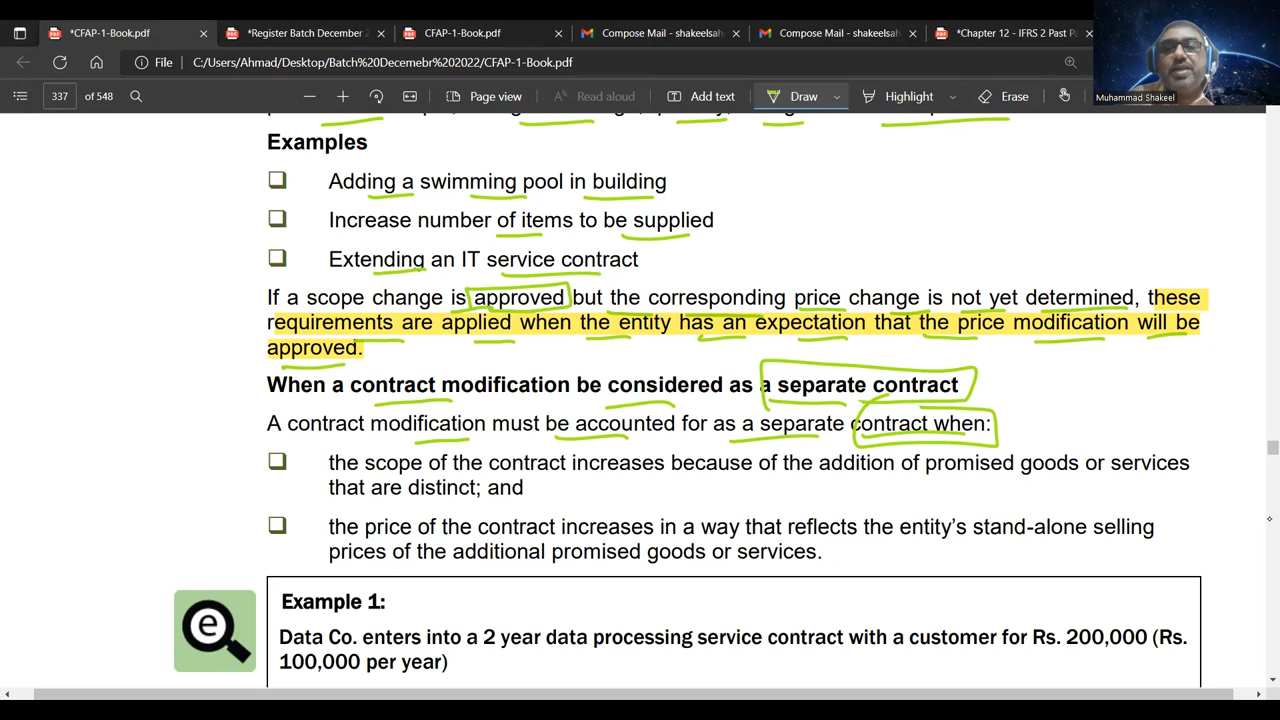 *CFAP-1-Book.pdf
*Register Batch December 2
CFAP-1-Book.pdf
Compose Mail - shakeelsah
Compose Mail - shakeelsah
*Chapter 12 - IFRS 2 Past Pa
File
C:/Users/Ahmad/Desktop/Batch%20Decemebr%202022/CFAP-1-Book.pdf
Muhammad Shakeel
337 of 548
Page view
Read aloud
Add text
Draw
Highlight
Erase
Examples
Adding a swimming pool in building
Increase number of items to be supplied
Extending an IT service contract
If a scope change is approved but the corresponding price change is not yet determined, these
requirements are applied when the entity has an expectation that the price modification will be
approved.
When a contract modification be considered as a separate contract
A contract modification must be accounted for as a separate contract when:
the scope of the contract increases because of the addition of promised goods or services
that are distinct; and
the price of the contract increases in a way that reflects the entity’s stand-alone selling
prices of the additional promised goods or services.
e
Example 1:
Data Co. enters into a 2 year data processing service contract with a customer for Rs. 200,000 (Rs.
100,000 per year)